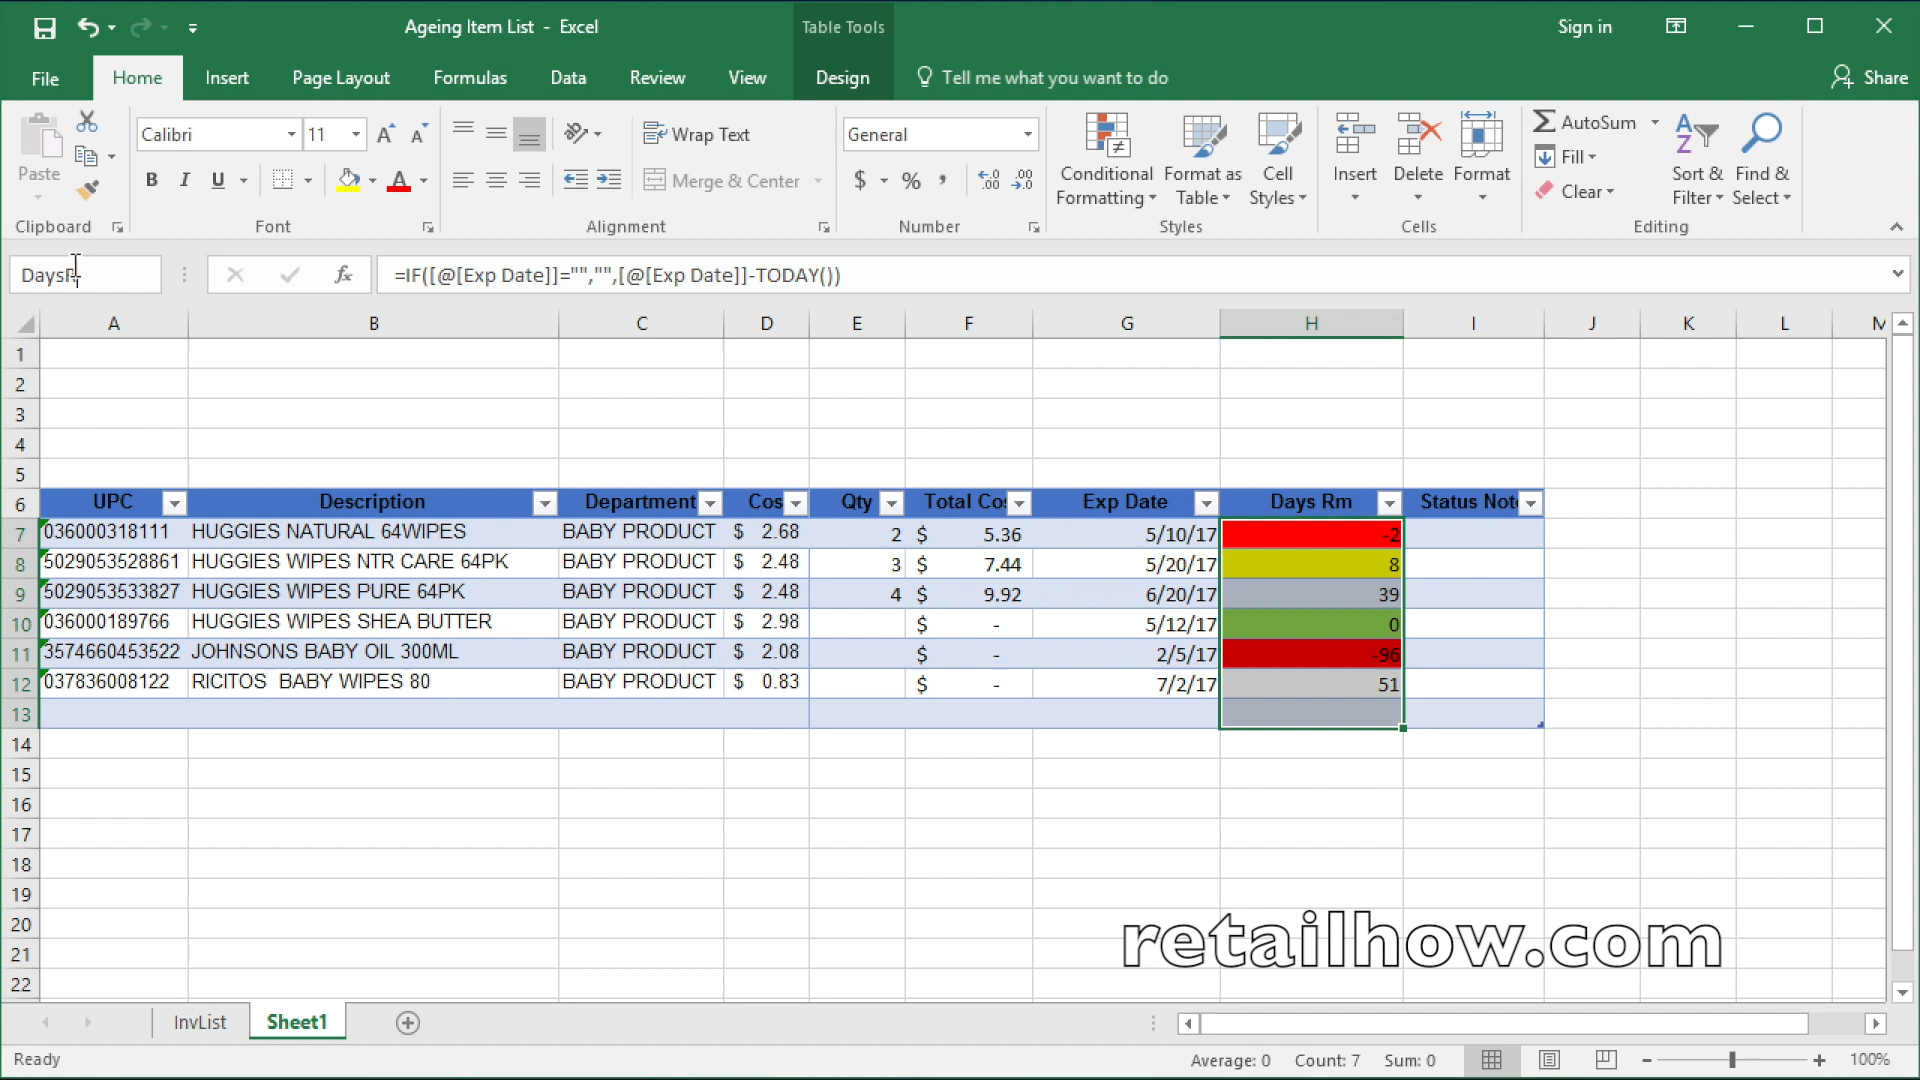 Ageing Item List - Excel
Table Tools
Sign in
File Home Insert Page Layout Formulas Data Review View Design Tell me what you want to do Share
Paste
Clipboard
Calibri 11
B I U
Font
Wrap Text
Merge & Center
Alignment
General
$ % ,
Number
Conditional Formatting
Format as Table
Cell Styles
Styles
Insert Delete Format
Cells
AutoSum
Fill
Clear
Sort & Filter
Find & Select
Editing
=IF([@[Exp Date]]="","",[@[Exp Date]]-TODAY())
A B C D E F G H I J K L M
1
2
3
4
5
6 UPC Description Department Cos Qty Total Cos Exp Date Days Rm Status Not
7 036000318111 HUGGIES NATURAL 64WIPES BABY PRODUCT $ 2.68 2 $ 5.36 5/10/17 -2
8 5029053528861 HUGGIES WIPES NTR CARE 64PK BABY PRODUCT $ 2.48 3 $ 7.44 5/20/17 8
9 5029053533827 HUGGIES WIPES PURE 64PK BABY PRODUCT $ 2.48 4 $ 9.92 6/20/17 39
10 036000189766 HUGGIES WIPES SHEA BUTTER BABY PRODUCT $ 2.98 $ - 5/12/17 0
11 3574660453522 JOHNSONS BABY OIL 300ML BABY PRODUCT $ 2.08 $ - 2/5/17 -96
12 037836008122 RICITOS BABY WIPES 80 BABY PRODUCT $ 0.83 $ - 7/2/17 51
13
14
15
16
17
18
19
20
21
22
retailhow.com
InvList Sheet1
Ready Average: 0 Count: 7 Sum: 0 100%